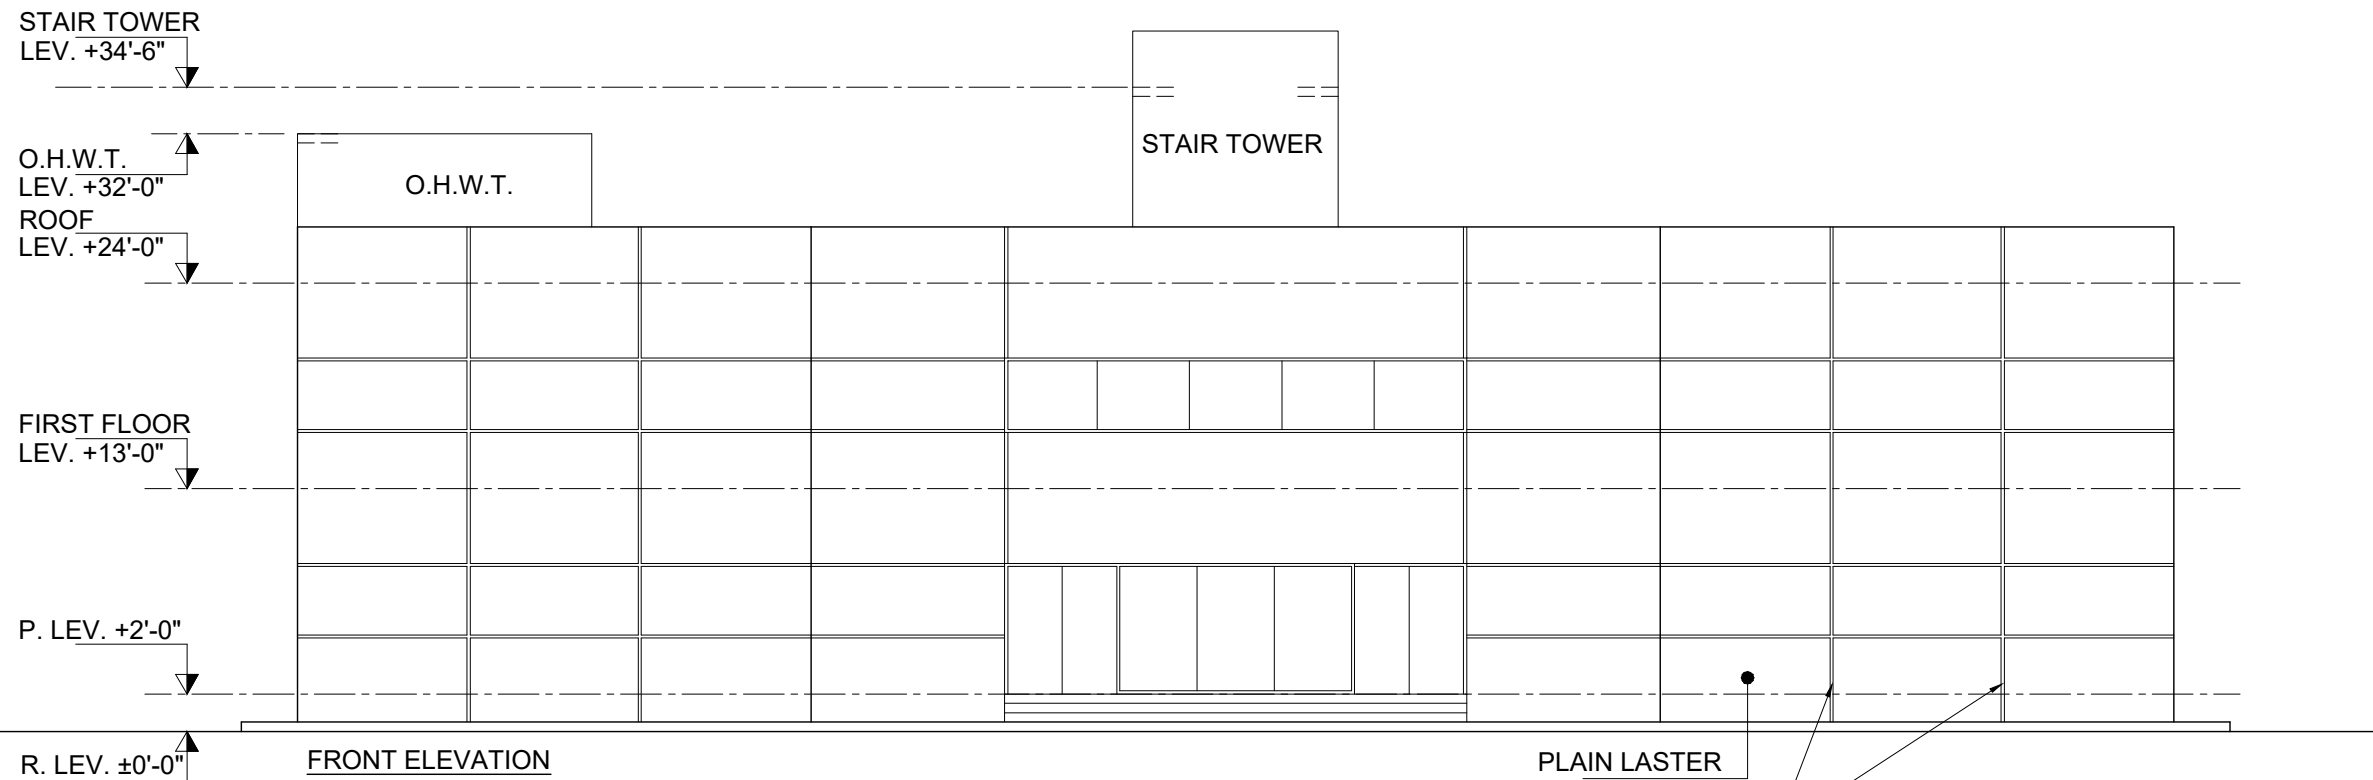 STAIR TOWER
LEV. +34'-6"
STAIR TOWER
O.H.W.T.
LEV. +32'-0"
O.H.W.T.
ROOF
LEV. +24'-0"
FIRST FLOOR
LEV. +13'-0"
P. LEV. +2'-0"
R. LEV. ±0'-0"
FRONT ELEVATION
PLAIN LASTER